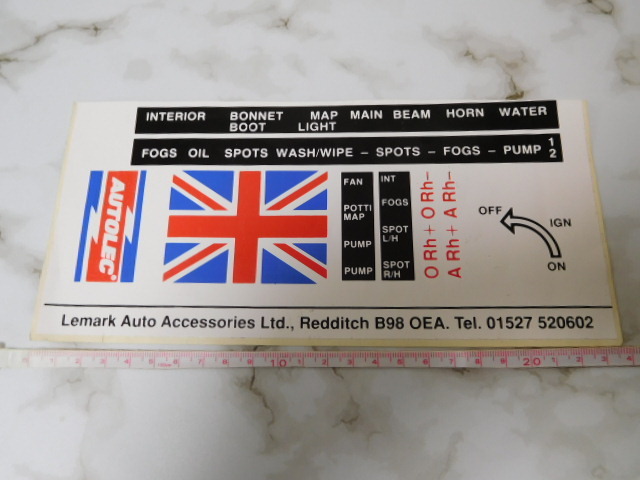 INTERIOR BONNET MAP MAIN BEAM HORN WATER
BOOT LIGHT
FOGS OIL SPOTS WASH/WIPE – SPOTS – FOGS – PUMP 1
2
AUTOLEC®
FAN
POTTI
MAP
PUMP
PUMP
INT
FOGS
SPOT
L/H
SPOT
R/H
O Rh+ O Rh–
A Rh+ A Rh–
OFF
IGN
ON
Lemark Auto Accessories Ltd., Redditch B98 OEA. Tel. 01527 520602
10
20